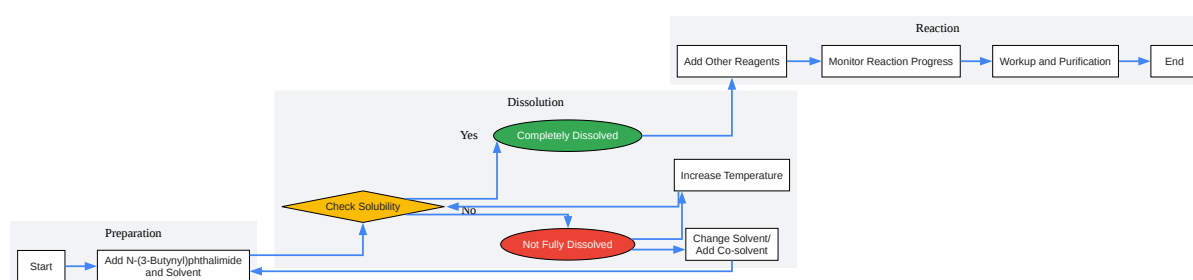 Reaction
Add Other Reagents
Monitor Reaction Progress
Workup and Purification
End
Dissolution
Yes
Completely Dissolved
Increase Temperature
Check Solubility
No
Not Fully Dissolved
Change Solvent/
Add Co-solvent
Preparation
Start
Add N-(3-Butynyl)phthalimide
and Solvent